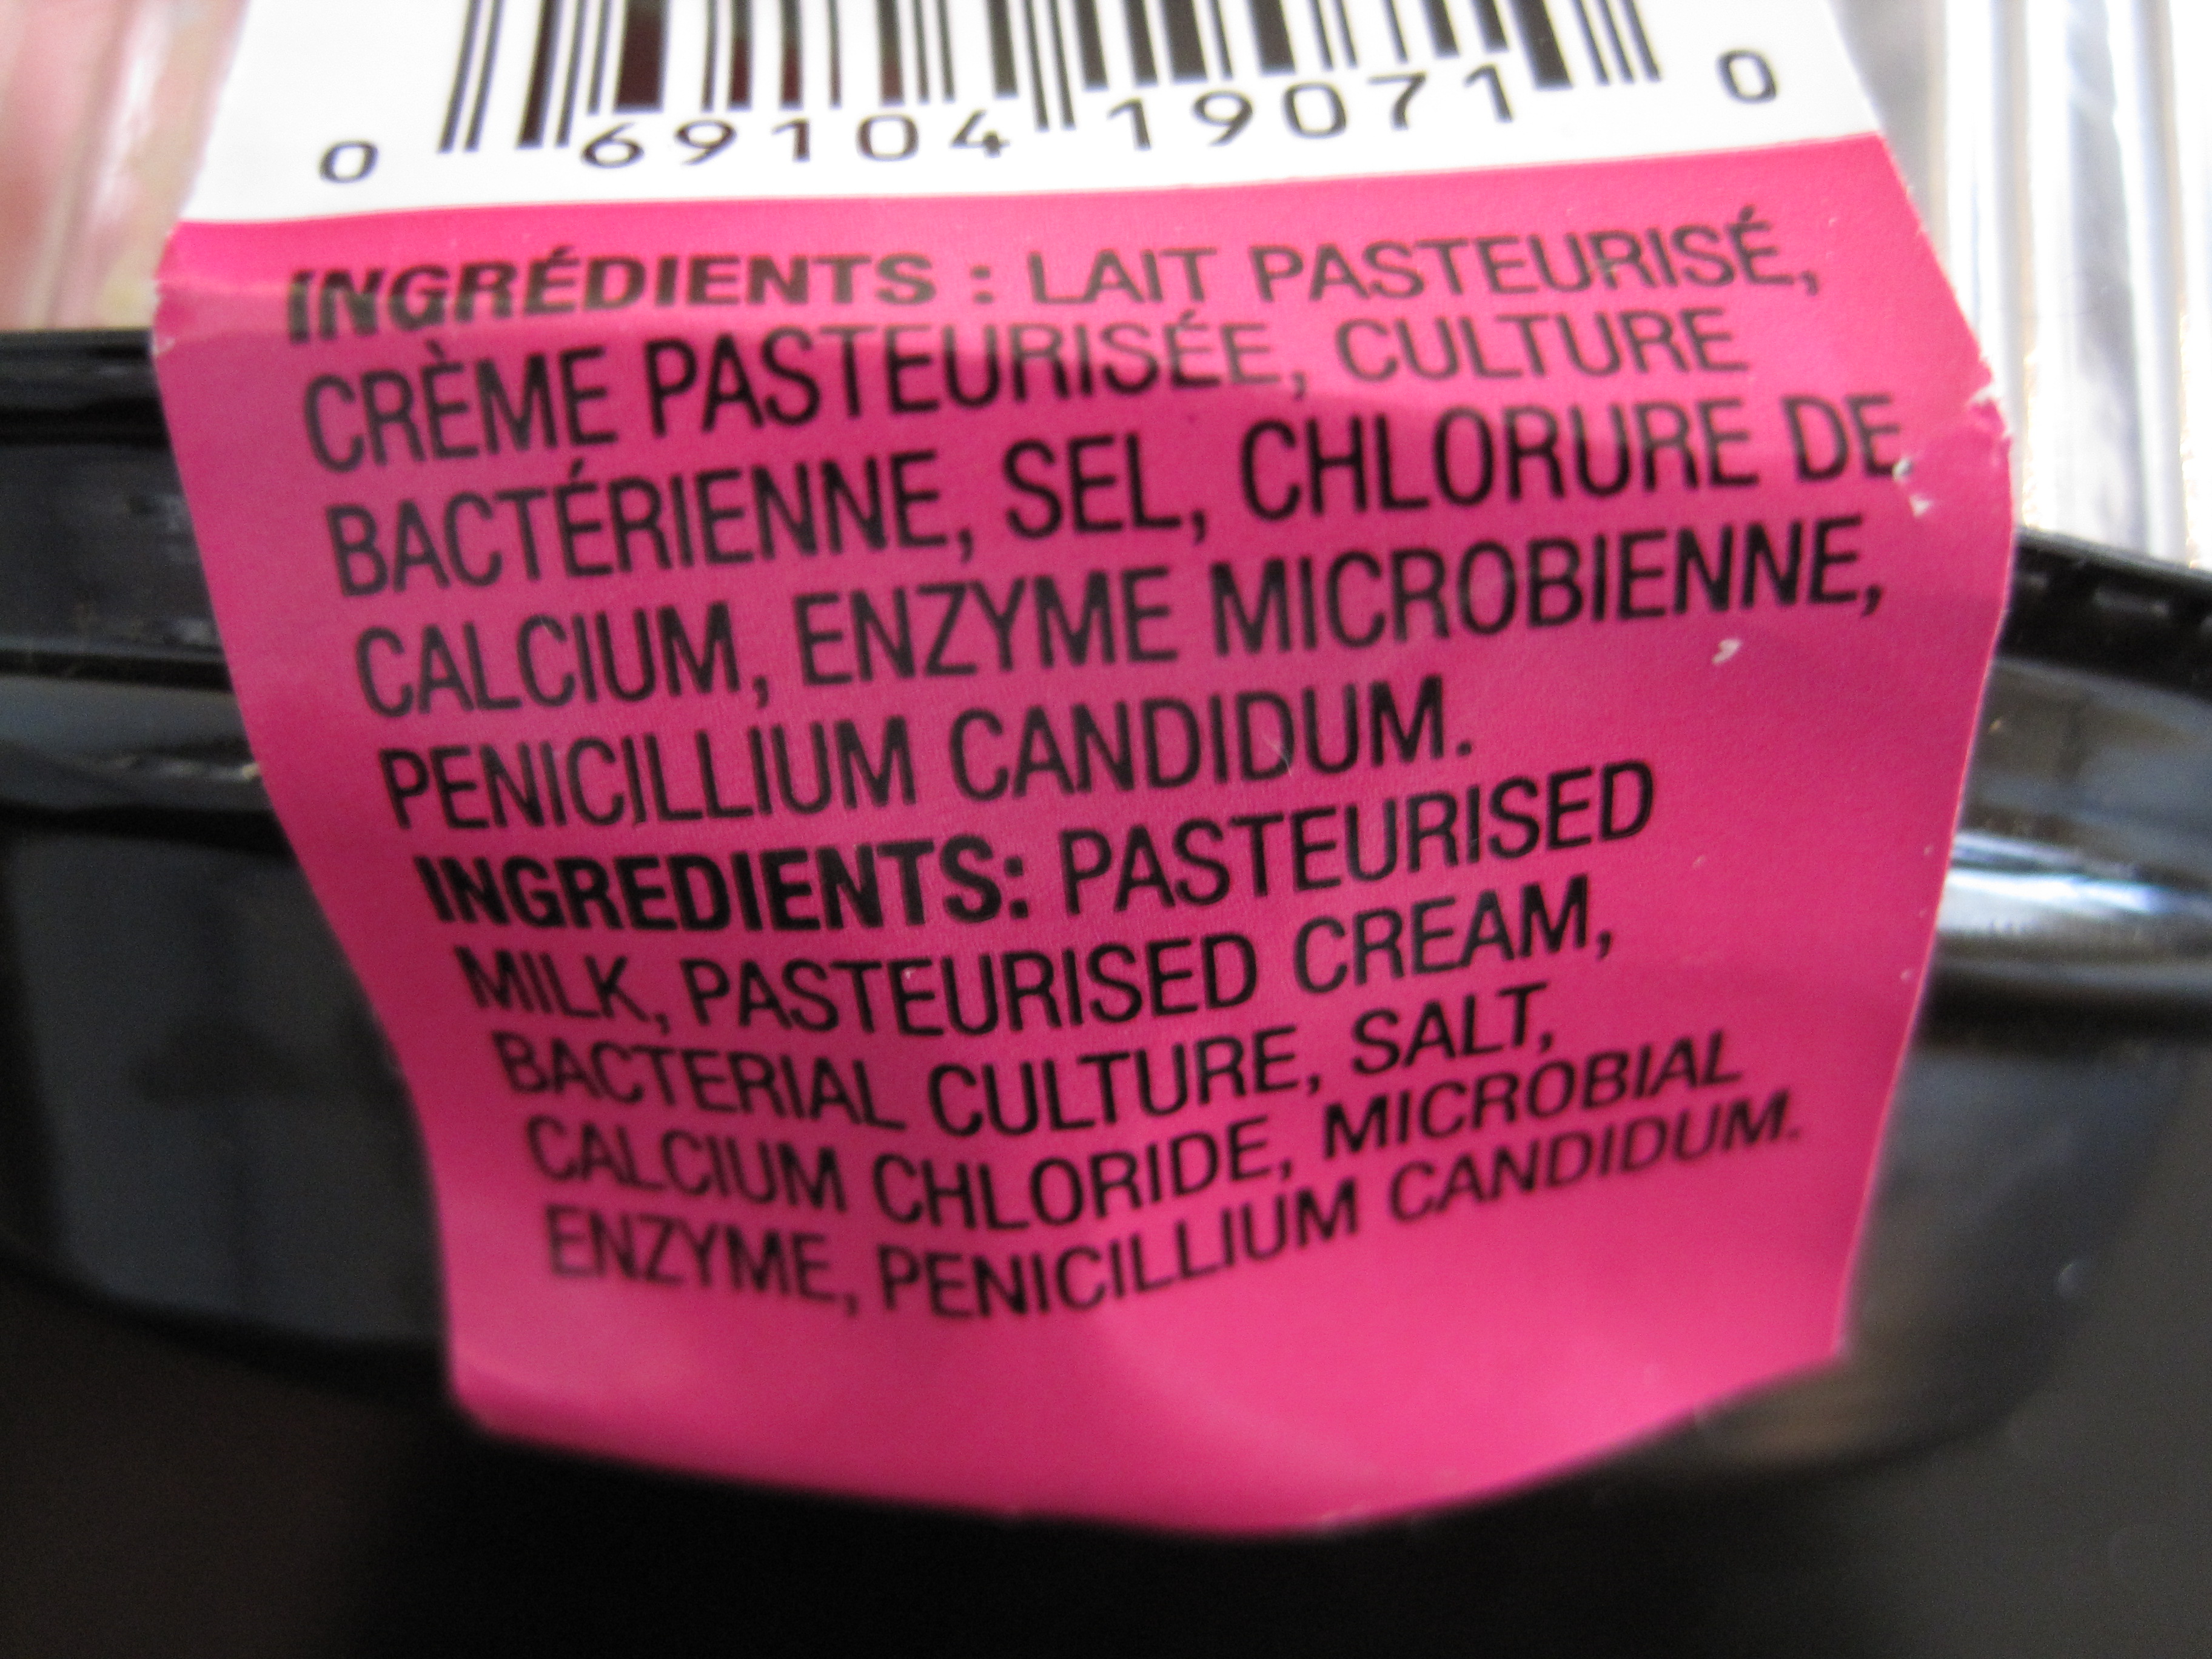 0 69104 19071 0
INGRÉDIENTS : LAIT PASTEURISÉ,
CRÈME PASTEURISÉE, CULTURE
BACTÉRIENNE, SEL, CHLORURE DE
CALCIUM, ENZYME MICROBIENNE,
PENICILLIUM CANDIDUM.
INGREDIENTS: PASTEURISED
MILK, PASTEURISED CREAM,
BACTERIAL CULTURE, SALT,
CALCIUM CHLORIDE, MICROBIAL
ENZYME, PENICILLIUM CANDIDUM.